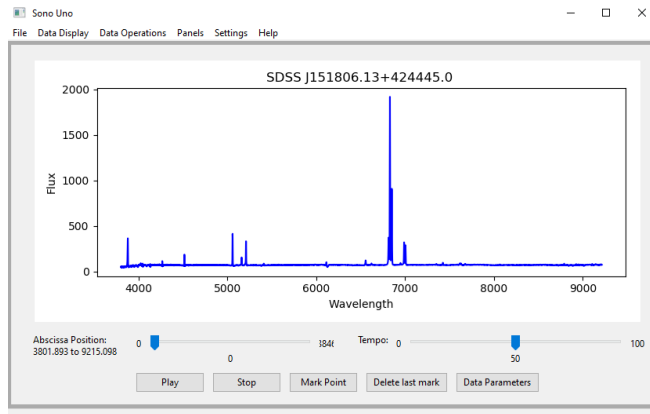 Sono Uno
File Data Display Data Operations Panels Settings Help
SDSS J151806.13+424445.0
2000
1500
1000
500
0
Flux
4000 5000 6000 7000 8000 9000
Wavelength
Abscissa Position: 0 3846 Tempo: 0 100
3801.893 to 9215.098
0 50
Play Stop Mark Point Delete last mark Data Parameters